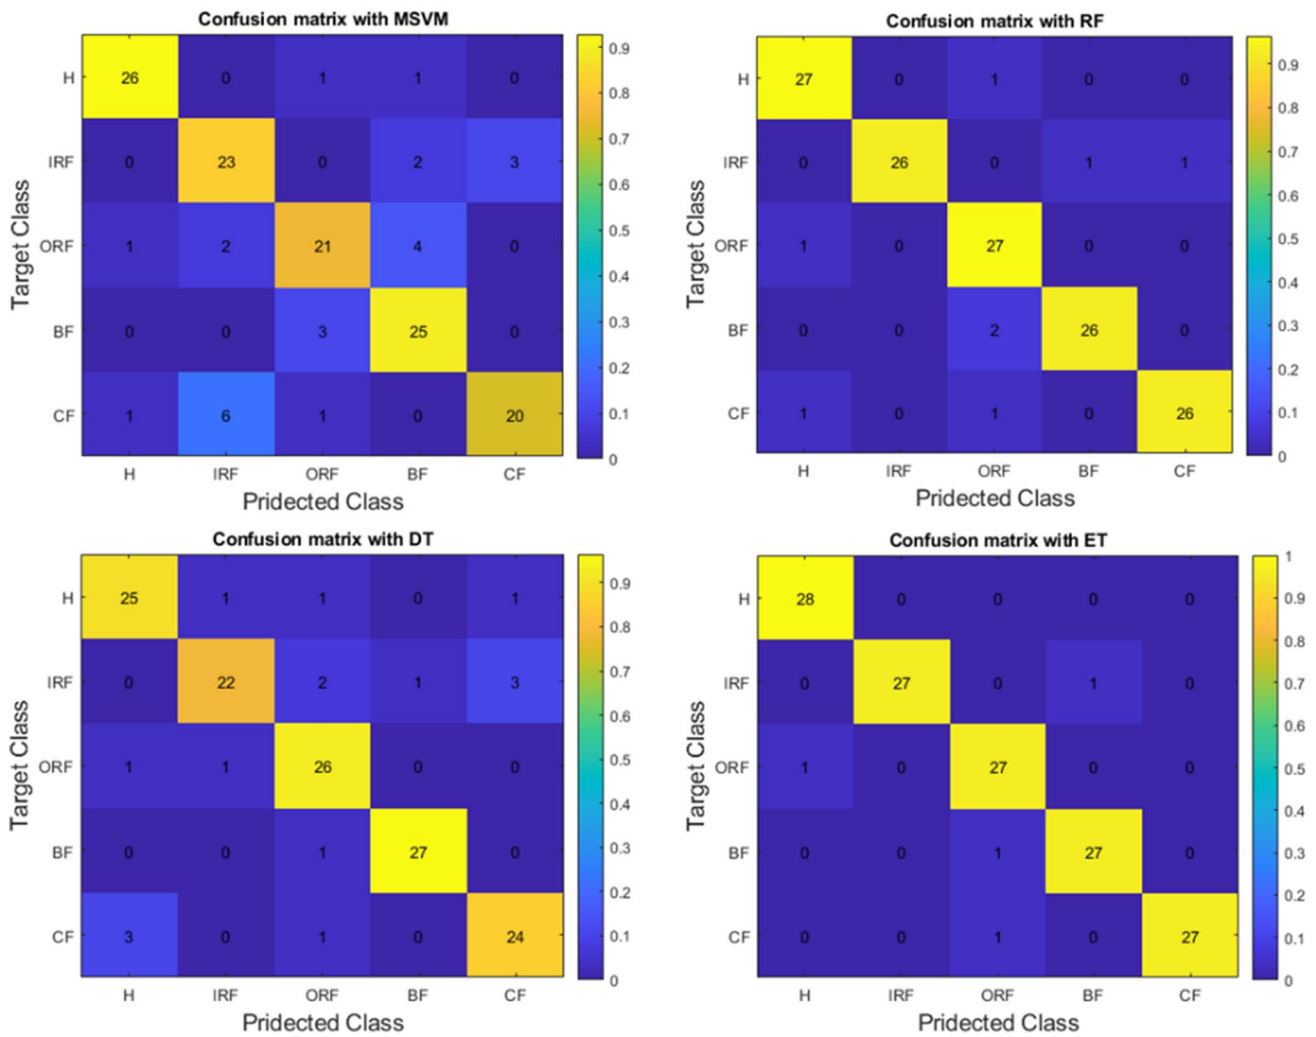 Confusion matrix with MSVM
H 26 0 1 1 0
IRF 0 23 0 2 3
ORF 1 2 21 4 0
BF 0 0 3 25 0
CF 1 6 1 0 20
H IRF ORF BF CF
Pridected Class
Target Class
0.9
0.8
0.7
0.6
0.5
0.4
0.3
0.2
0.1
0
Confusion matrix with RF
H 27 0 1 0 0
IRF 0 26 0 1 1
ORF 1 0 27 0 0
BF 0 0 2 26 0
CF 1 0 1 0 26
H IRF ORF BF CF
Pridected Class
Target Class
0.9
0.8
0.7
0.6
0.5
0.4
0.3
0.2
0.1
0
Confusion matrix with DT
H 25 1 1 0 1
IRF 0 22 2 1 3
ORF 1 1 26 0 0
BF 0 0 1 27 0
CF 3 0 1 0 24
H IRF ORF BF CF
Pridected Class
Target Class
0.9
0.8
0.7
0.6
0.5
0.4
0.3
0.2
0.1
0
Confusion matrix with ET
H 28 0 0 0 0
IRF 0 27 0 1 0
ORF 1 0 27 0 0
BF 0 0 1 27 0
CF 0 0 1 0 27
H IRF ORF BF CF
Pridected Class
Target Class
1
0.9
0.8
0.7
0.6
0.5
0.4
0.3
0.2
0.1
0